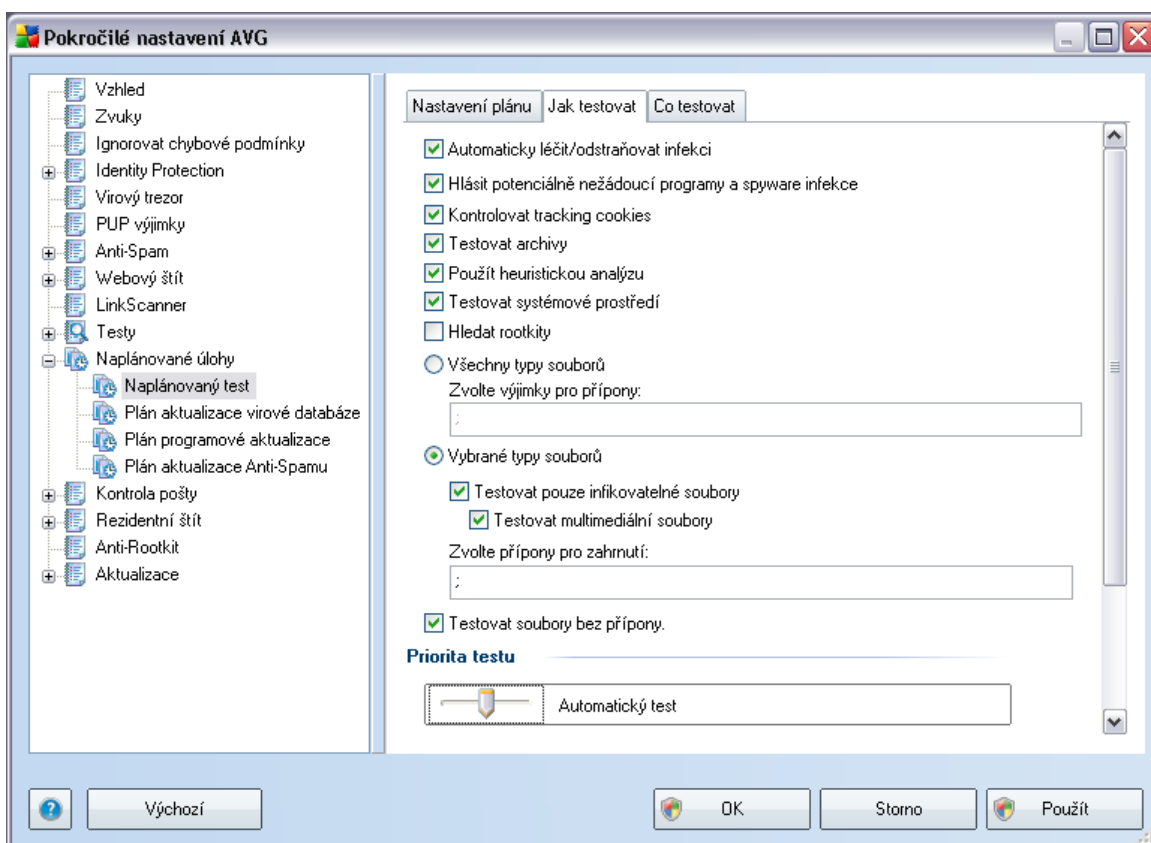 Pokročilé nastavení AVG
Vzhled
Zvuky
Ignorovat chybové podmínky
Identity Protection
Virový trezor
PUP výjimky
Anti-Spam
Webový štít
LinkScanner
Testy
Naplánované úlohy
Naplánovaný test
Plán aktualizace virové databáze
Plán programové aktualizace
Plán aktualizace Anti-Spamu
Kontrola pošty
Rezidentní štít
Anti-Rootkit
Aktualizace
Nastavení plánu Jak testovat Co testovat
Automaticky léčit/odstraňovat infekci
Hlásit potenciálně nežádoucí programy a spyware infekce
Kontrolovat tracking cookies
Testovat archivy
Použít heuristickou analýzu
Testovat systémové prostředí
Hledat rootkity
Všechny typy souborů
Zvolte výjimky pro přípony:
;
Vybrané typy souborů
Testovat pouze infikovatelné soubory
Testovat multimediální soubory
Zvolte přípony pro zahrnutí:
;
Testovat soubory bez přípony.
Priorita testu
Automatický test
? Výchozí OK Storno Použít